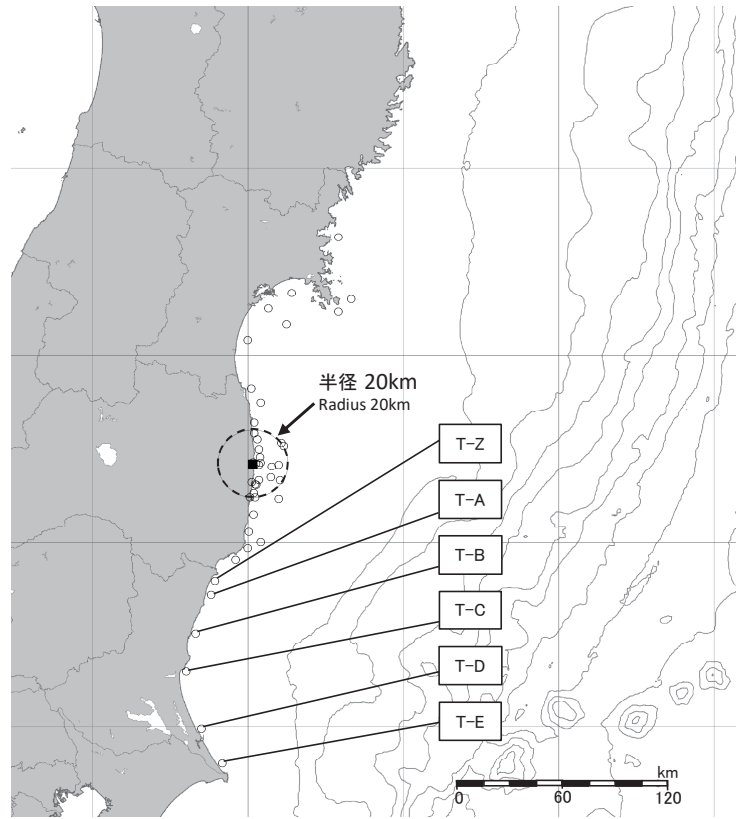 半径 20km
Radius 20km
T-Z
T-A
T-B
T-C
T-D
T-E
km
0 60 120